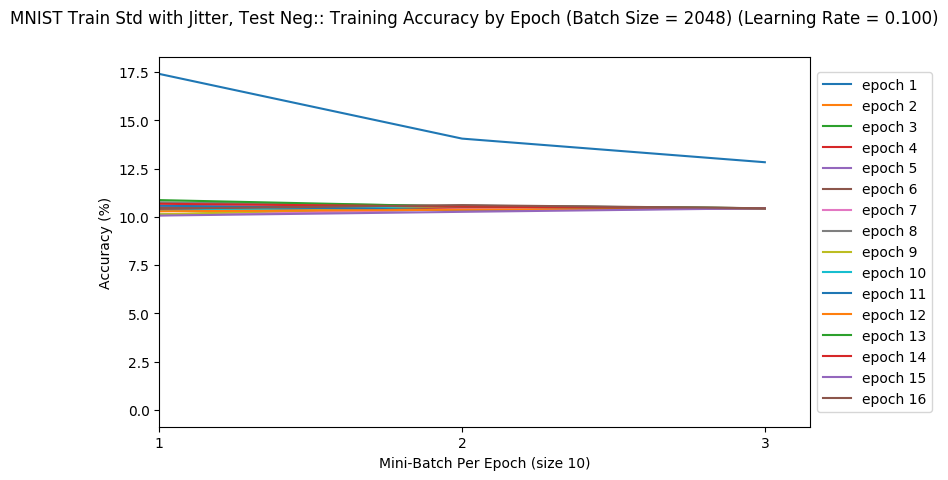 MNIST Train Std with Jitter, Test Neg:: Training Accuracy by Epoch (Batch Size = 2048) (Learning Rate = 0.100)
17.5
15.0
12.5
10.0
7.5
5.0
2.5
0.0
Accuracy (%)
1
2
3
Mini-Batch Per Epoch (size 10)
epoch 1
epoch 2
epoch 3
epoch 4
epoch 5
epoch 6
epoch 7
epoch 8
epoch 9
epoch 10
epoch 11
epoch 12
epoch 13
epoch 14
epoch 15
epoch 16